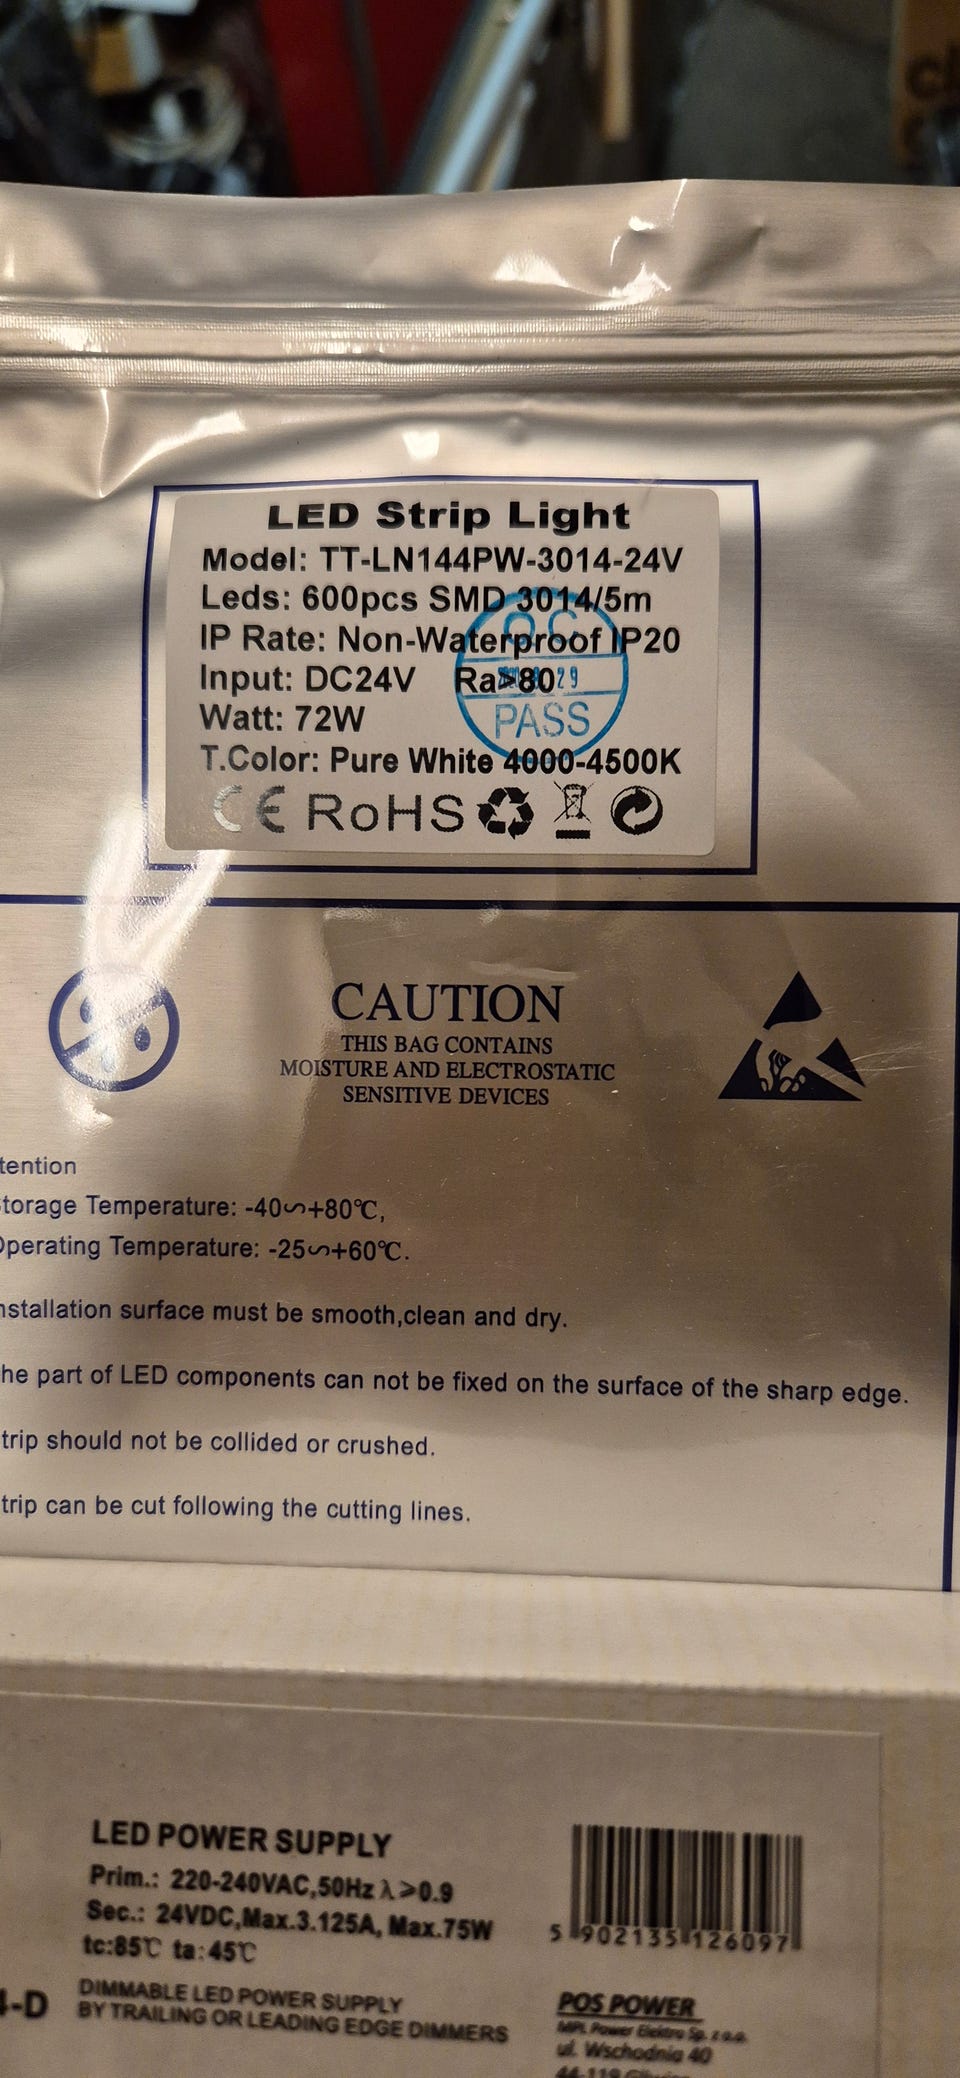 LED Strip Light
Model: TT-LN144PW-3014-24V
Leds: 600pcs SMD 3014/5m
IP Rate: Non-Waterproof IP20
Input: DC24V Ra>80
Watt: 72W
T.Color: Pure White 4000-4500K
Q.C.
29
PASS
CE RoHS
CAUTION
THIS BAG CONTAINS
MOISTURE AND ELECTROSTATIC
SENSITIVE DEVICES
tention
torage Temperature: -40∽+80℃,
Operating Temperature: -25∽+60℃.
nstallation surface must be smooth,clean and dry.
he part of LED components can not be fixed on the surface of the sharp edge.
trip should not be collided or crushed.
trip can be cut following the cutting lines.
LED POWER SUPPLY
Prim.: 220-240VAC,50Hz λ>0.9
Sec.: 24VDC,Max.3.125A, Max.75W
tc:85℃ ta:45℃
-D
DIMMABLE LED POWER SUPPLY
BY TRAILING OR LEADING EDGE DIMMERS
5 902135 126097
POS POWER
MPL Power Elektro Sp. z o.o.
ul. Wschodnia 40